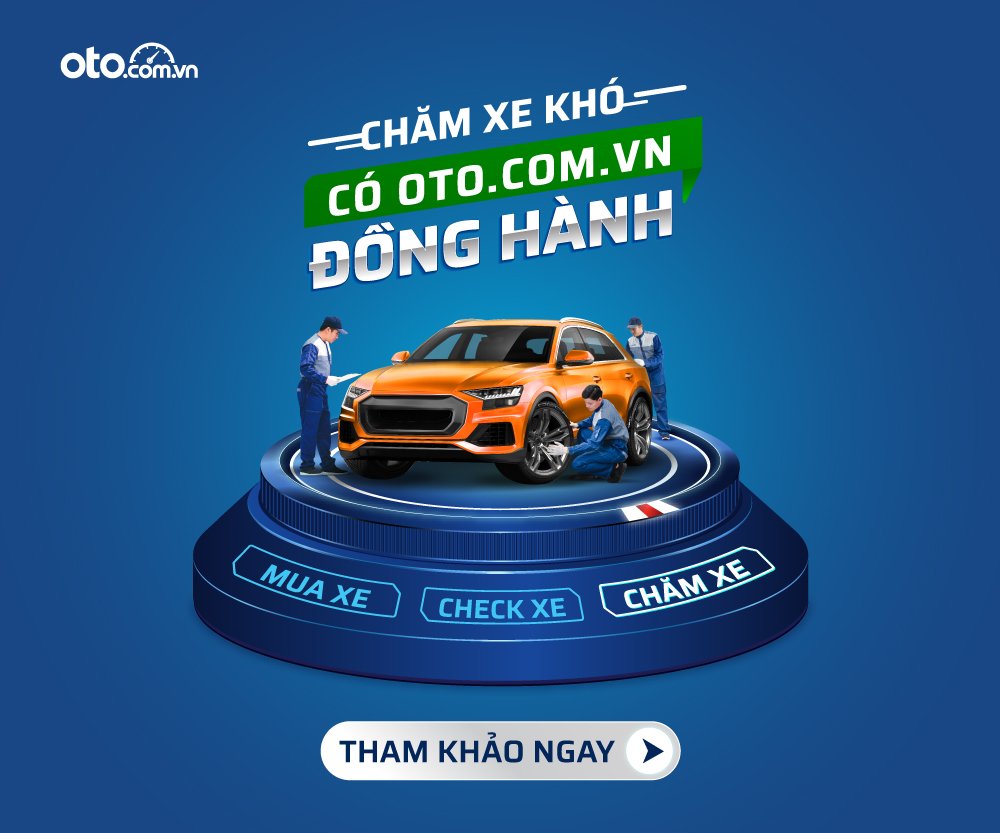 oto.com.vn
CHĂM XE KHÓ
CÓ OTO.COM.VN
ĐỒNG HÀNH
MUA XE
CHECK XE
CHĂM XE
THAM KHẢO NGAY